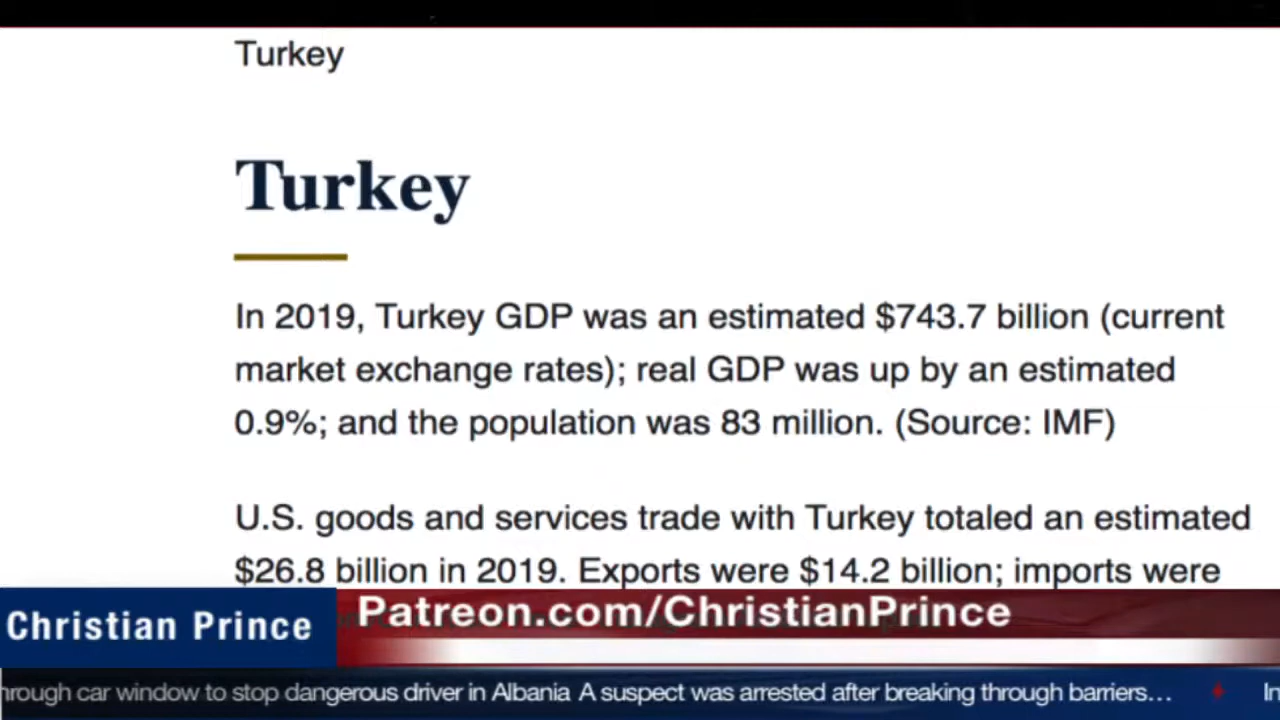 Turkey
Turkey
In 2019, Turkey GDP was an estimated $743.7 billion (current
market exchange rates); real GDP was up by an estimated
0.9%; and the population was 83 million. (Source: IMF)
U.S. goods and services trade with Turkey totaled an estimated
$26.8 billion in 2019. Exports were $14.2 billion; imports were
Christian Prince
Patreon.com/ChristianPrince
hrough car window to stop dangerous driver in Albania A suspect was arrested after breaking through barriers... In